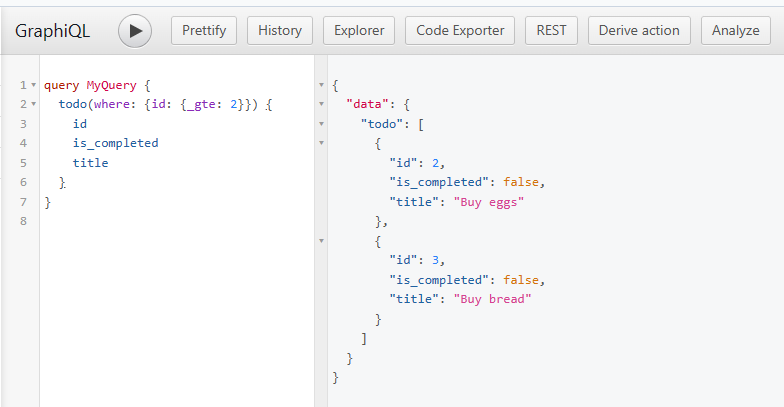 GraphiQL Prettify History Explorer Code Exporter REST Derive action Analyze
1 query MyQuery {
2 todo(where: {id: {_gte: 2}}) {
3 id
4 is_completed
5 title
6 }
7 }
8
{
"data": {
"todo": [
{
"id": 2,
"is_completed": false,
"title": "Buy eggs"
},
{
"id": 3,
"is_completed": false,
"title": "Buy bread"
}
]
}
}